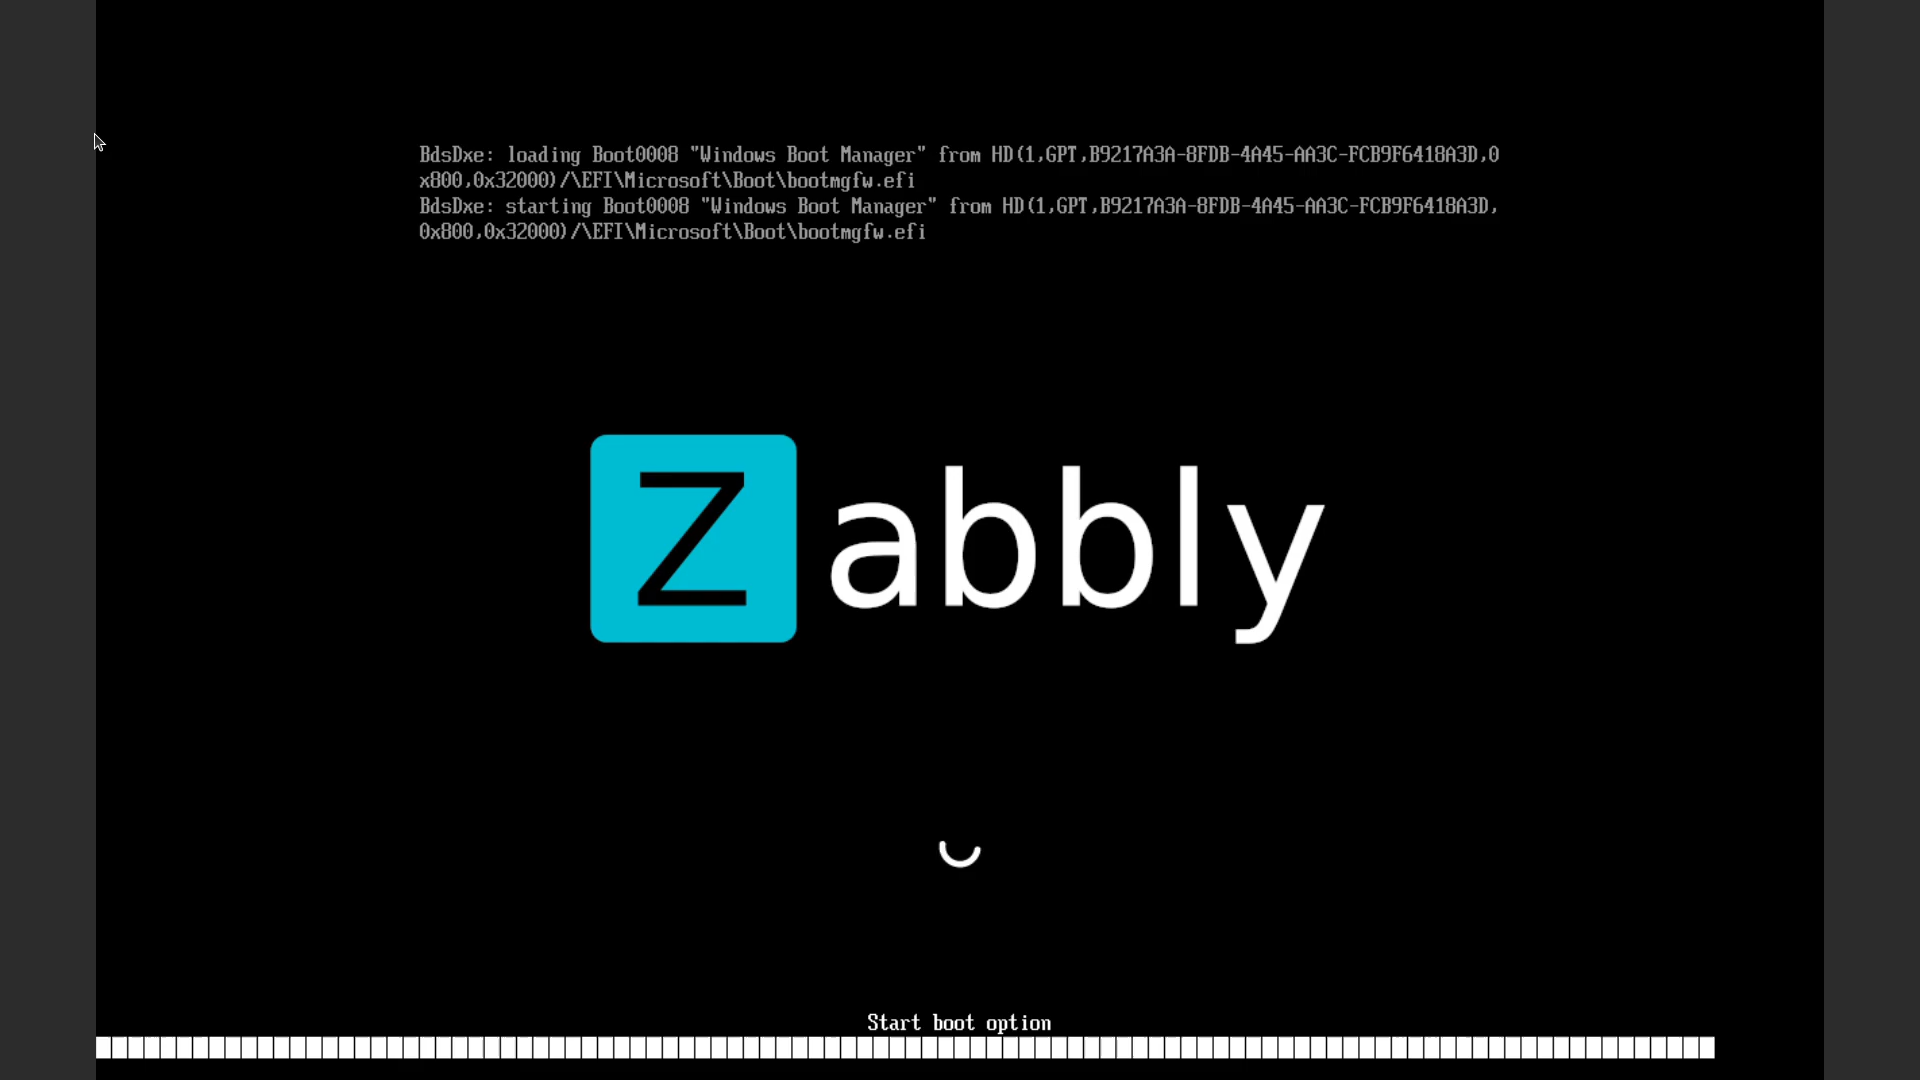 BdsDxe: loading Boot0008 "Windows Boot Manager" from HD(1,GPT,B9217A3A-8FDB-4A45-AA3C-FCB9F6418A3D,0
x800,0x32000)/\EFI\Microsoft\Boot\bootmgfw.efi
BdsDxe: starting Boot0008 "Windows Boot Manager" from HD(1,GPT,B9217A3A-8FDB-4A45-AA3C-FCB9F6418A3D,
0x800,0x32000)/\EFI\Microsoft\Boot\bootmgfw.efi
Zabbly
Start boot option